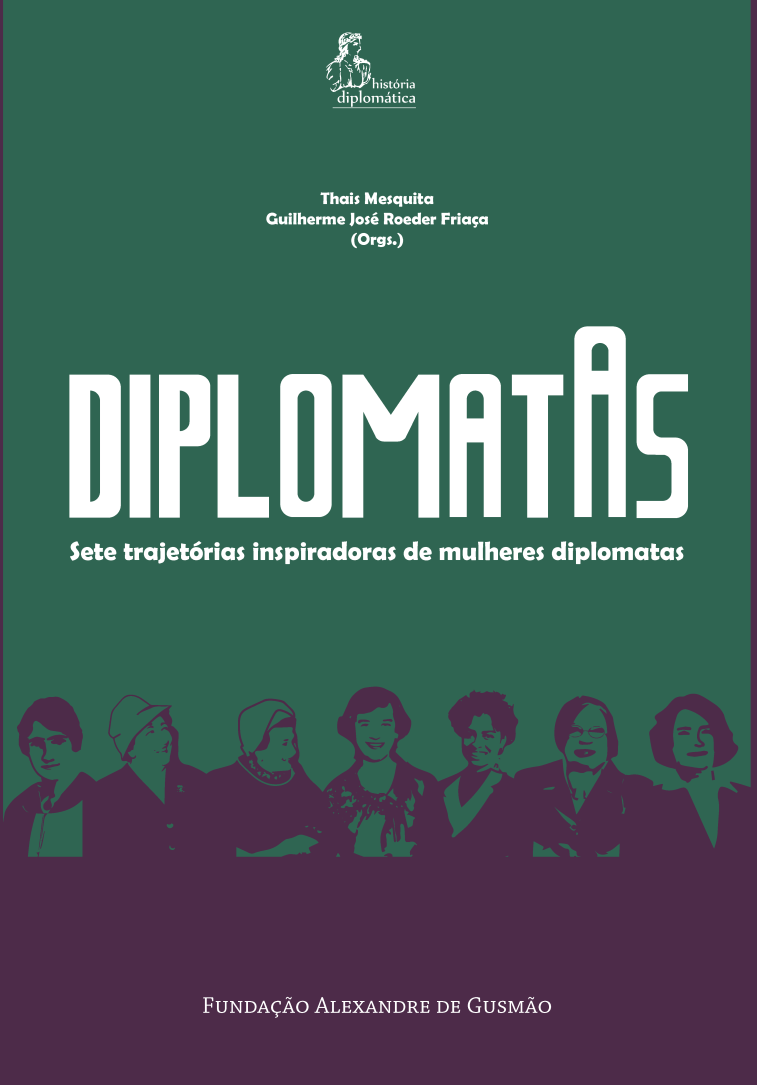 história
diplomática
Thais Mesquita
Guilherme José Roeder Friaça
(Orgs.)
DIPLOMATAS
Sete trajetórias inspiradoras de mulheres diplomatas
Fundação Alexandre de Gusmão